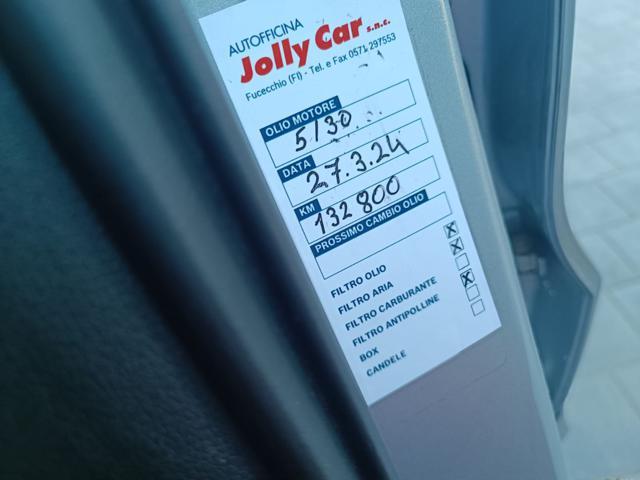 AUTOFFICINA
Jolly Car s.n.c.
Fucecchio (FI) - Tel. e Fax 0571 297553
OLIO MOTORE
5/30
DATA
27.3.24
KM
132800
PROSSIMO CAMBIO OLIO
FILTRO OLIO X
FILTRO ARIA X
FILTRO CARBURANTE
FILTRO ANTIPOLLINE X
BOX
CANDELE